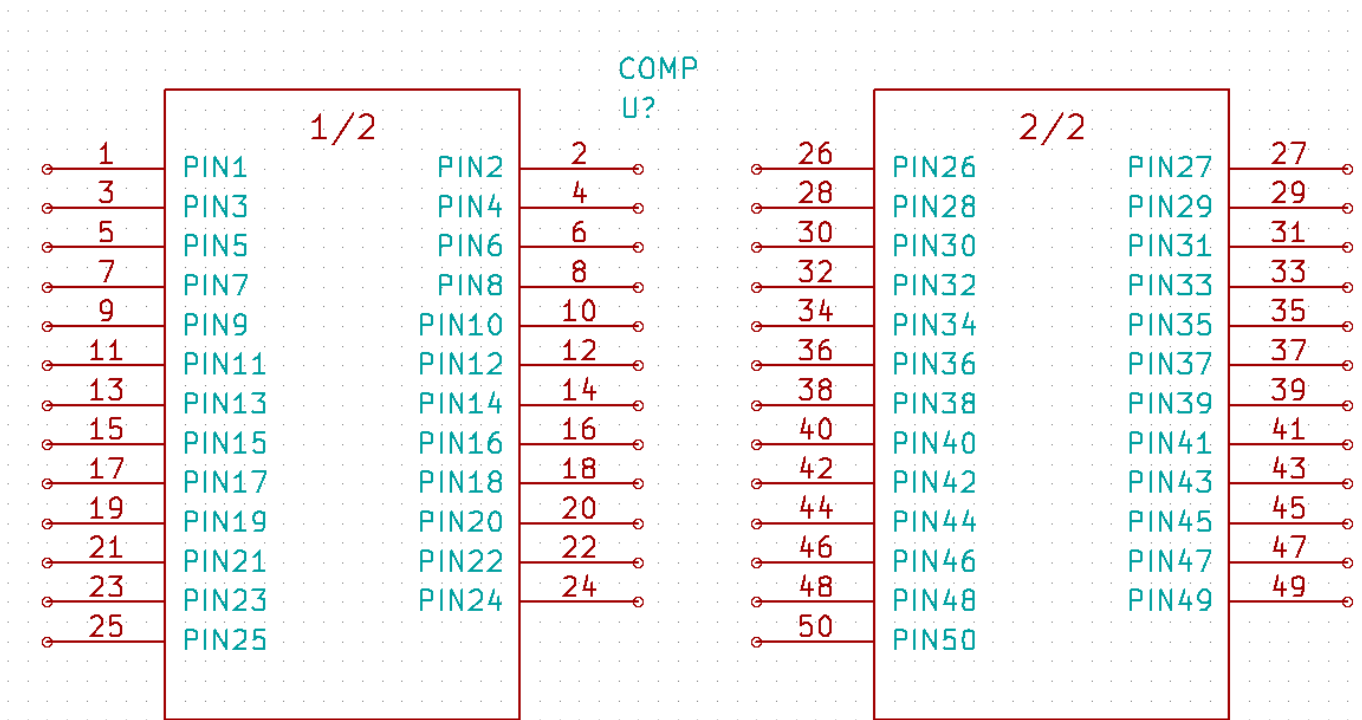 COMP
U?
1/2
1 PIN1 PIN2 2
3 PIN3 PIN4 4
5 PIN5 PIN6 6
7 PIN7 PIN8 8
9 PIN9 PIN10 10
11 PIN11 PIN12 12
13 PIN13 PIN14 14
15 PIN15 PIN16 16
17 PIN17 PIN18 18
19 PIN19 PIN20 20
21 PIN21 PIN22 22
23 PIN23 PIN24 24
25 PIN25
2/2
26 PIN26 PIN27 27
28 PIN28 PIN29 29
30 PIN30 PIN31 31
32 PIN32 PIN33 33
34 PIN34 PIN35 35
36 PIN36 PIN37 37
38 PIN38 PIN39 39
40 PIN40 PIN41 41
42 PIN42 PIN43 43
44 PIN44 PIN45 45
46 PIN46 PIN47 47
48 PIN48 PIN49 49
50 PIN50